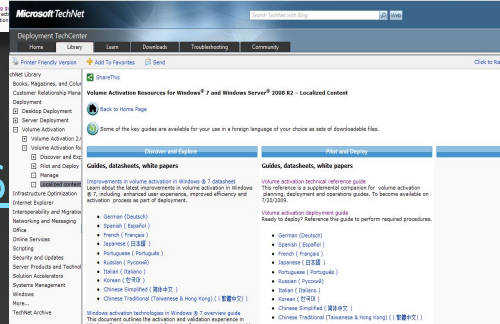 Microsoft TechNet
Search TechNet with Bing
Web
Deployment TechCenter
Home
Library
Learn
Downloads
Troubleshooting
Community
Printer Friendly Version
Add To Favorites
Send
Click to Ra
chNet Library
Books, Magazines, and Colun
Customer Relationship Mana
Deployment
Desktop Deployment
Server Deployment
Volume Activation
Volume Activation 2.
Volume Activation fo
Discover and Exp
Pilot and Deploy
Manage
Localized content
Infrastructure Optimization
Internet Explorer
Interoperability and Migratio
Networking and Messaging
Office
Online Services
Scripting
Security and Updates
Server Products and Technol
Solution Accelerators
Systems Management
Windows
More...
TechNet Archive
ShareThis
Volume Activation Resources for Windows® 7 and Windows Server® 2008 R2 – Localized Content
Back to Home Page
Some of the key guides are available for your use in a foreign language of your choice as sets of downloadable files.
Discover and Explore
Guides, datasheets, white papers
Improvements in volume activation in Windows ® 7 datasheet
Learn about the latest improvements in volume activation in Windows
® 7, including enhanced user experience, improved efficiency and
activation process as part of deployment.
German (Deutsch)
Spanish ( Español )
French ( Français )
Japanese ( 日本語 )
Portuguese ( Português )
Russian ( Русский)
Italian ( Italiano )
Korean ( 한국어 )
Chinese Simplified ( 简体中文 )
Chinese Traditional (Taiwanese & Hong Kong) ( 繁體中文 )
Windows activation technologies in Windows ® 7 overview guide
The document outlines the activation and validation experience in
Pilot and Deploy
Guides, datasheets, white papers
Volume activation technical reference guide
This reference is a supplemental companion for volume activation
planning, deployment and operations guides. To become available on
7/20/2009.
Volume activation deployment guide
Ready to deploy? Reference this guide to perform required procedures.
German (Deutsch)
Spanish ( Español )
French ( Français )
Japanese ( 日本語 )
Portuguese ( Português )
Russian ( Русский )
Italian ( Italiano )
Korean ( 한국어 )
Chinese Simplified ( 简体中文 )
Chinese Traditional (Taiwanese & Hong Kong) ( 繁體中文 )